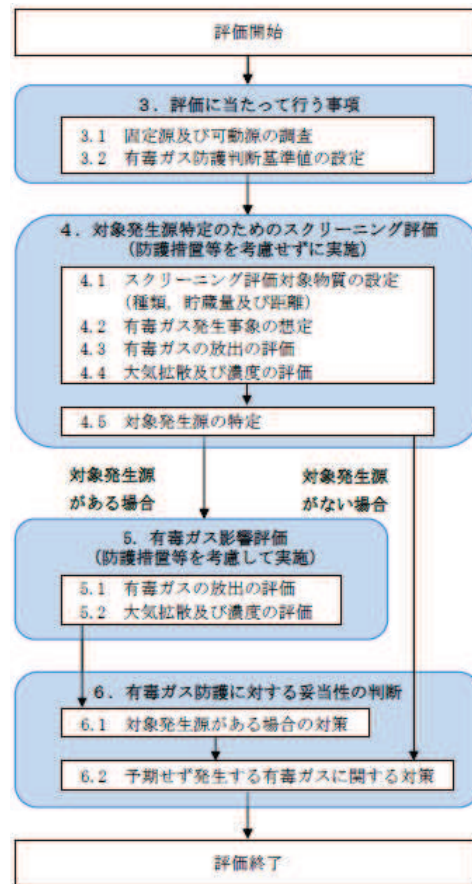 評価開始
3．評価に当たって行う事項
3.1　固定源及び可動源の調査
3.2　有毒ガス防護判断基準値の設定
4．対象発生源特定のためのスクリーニング評価
(防護措置等を考慮せずに実施)
4.1　スクリーニング評価対象物質の設定
(種類，貯蔵量及び距離)
4.2　有毒ガス発生事象の想定
4.3　有毒ガスの放出の評価
4.4　大気拡散及び濃度の評価
4.5　対象発生源の特定
対象発生源
がある場合
対象発生源
がない場合
5．有毒ガス影響評価
(防護措置等を考慮して実施)
5.1　有毒ガスの放出の評価
5.2　大気拡散及び濃度の評価
6．有毒ガス防護に対する妥当性の判断
6.1　対象発生源がある場合の対策
6.2　予期せず発生する有毒ガスに関する対策
評価終了